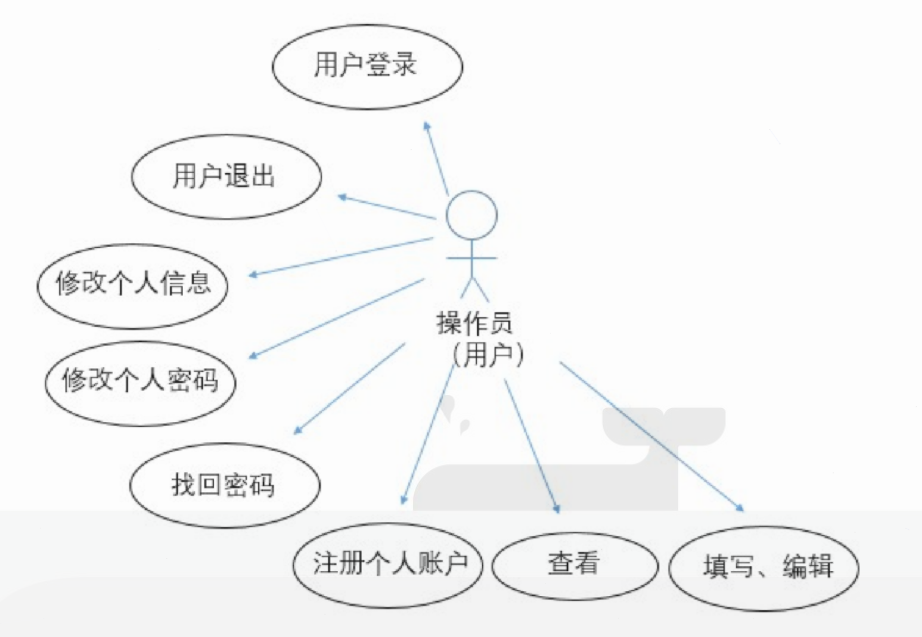 用户登录
用户退出
修改个人信息
操作员
（用户）
修改个人密码
找回密码
注册个人账户
查看
填写、编辑